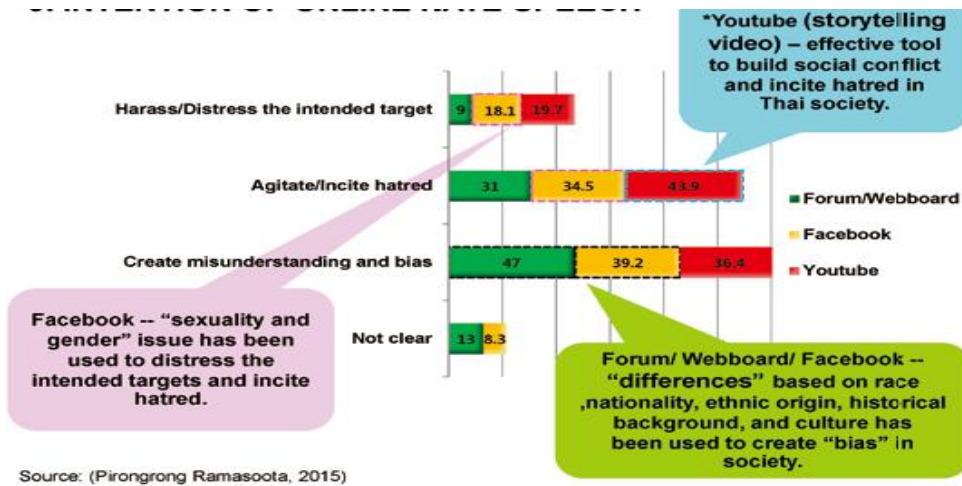 *Youtube (storytelling
video) – effective tool
to build social conflict
and incite hatred in
Thai society.
Harass/Distress the intended target
9 18.1 19.7
Agitate/Incite hatred
31 34.5 43.9
Forum/Webboard
Facebook
Youtube
Create misunderstanding and bias
47 39.2 36.4
Not clear
13 8.3
Facebook -- “sexuality and
gender” issue has been
used to distress the
intended targets and incite
hatred.
Forum/ Webboard/ Facebook --
“differences” based on race
,nationality, ethnic origin, historical
background, and culture has
been used to create “bias” in
society.
Source: (Pirongrong Ramasoota, 2015)